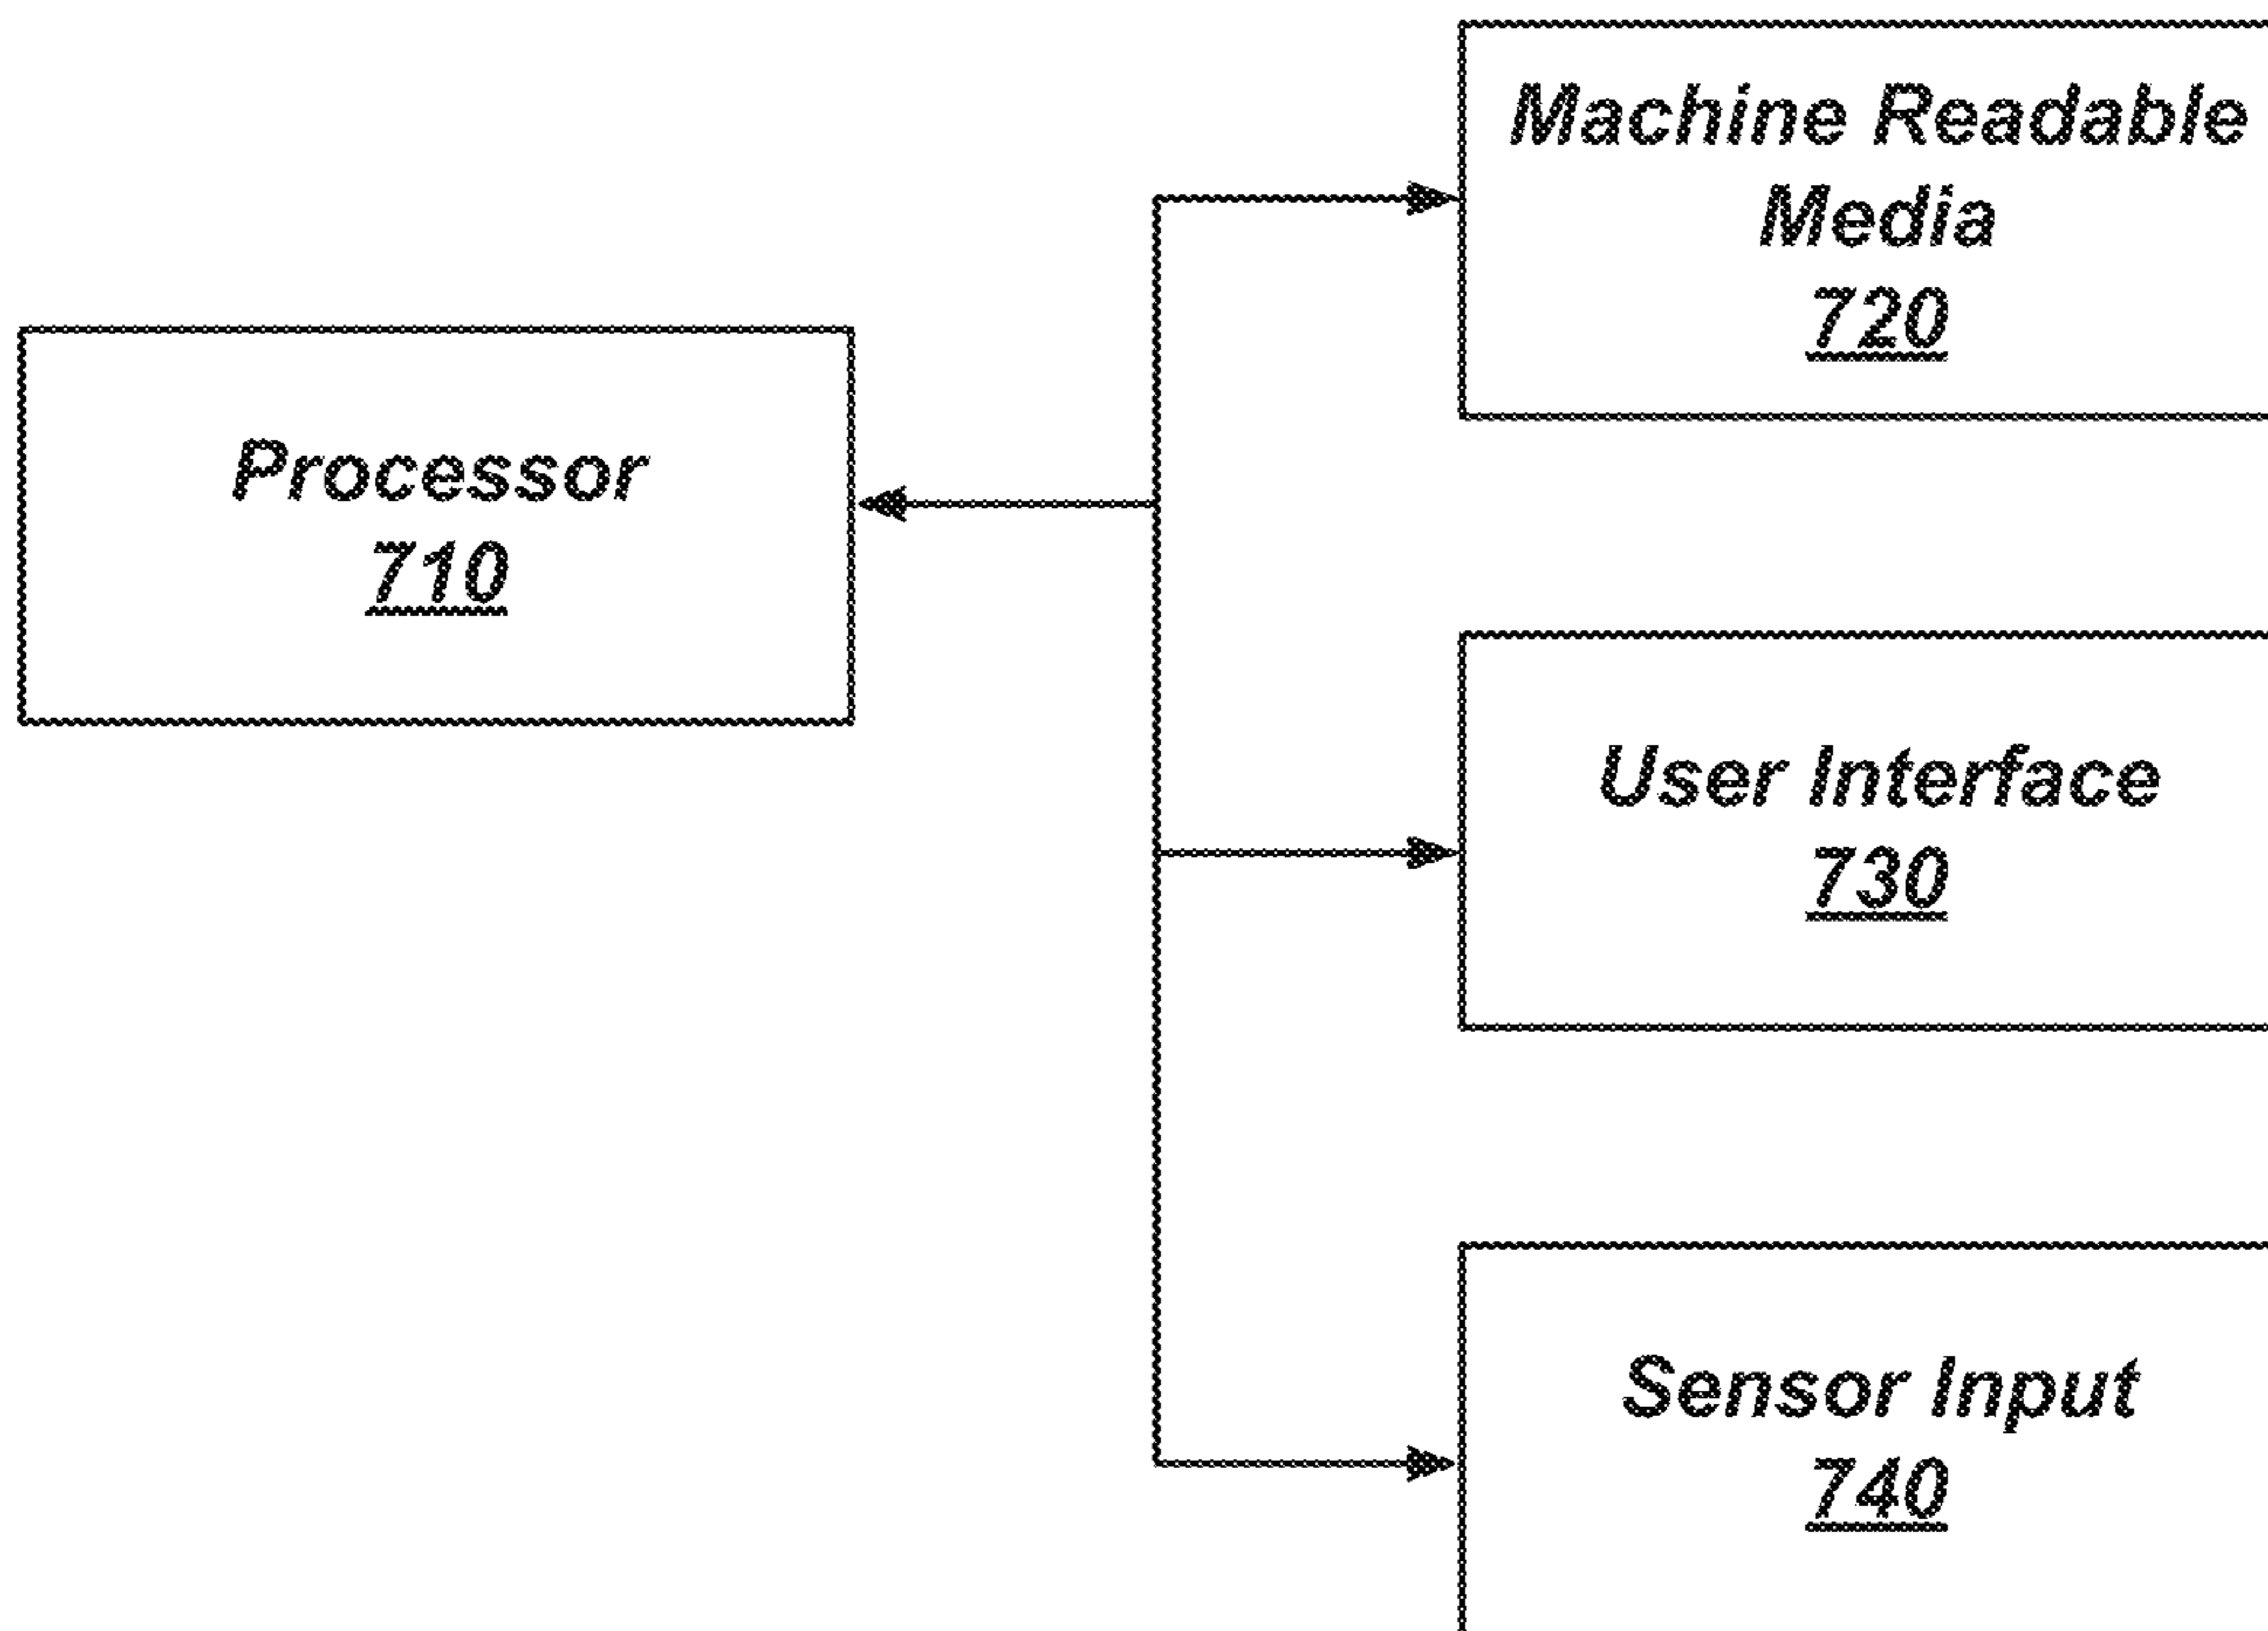 Machine Readable
Media
720
Processor
710
User Interface
730
Sensor Input
740